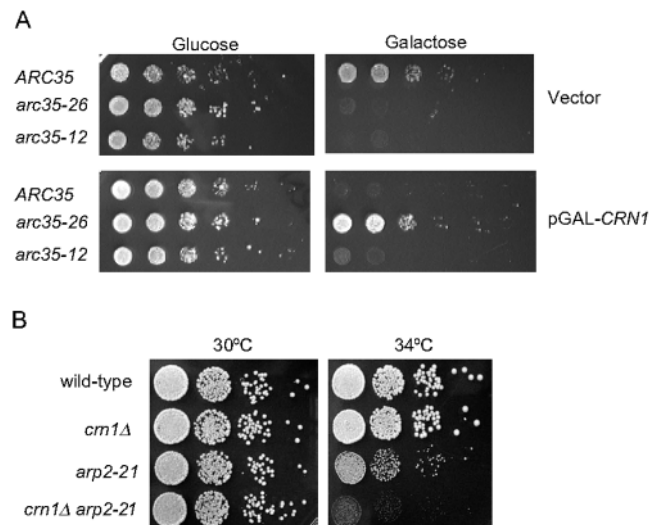 A
Glucose Galactose
ARC35
arc35-26
arc35-12
Vector
ARC35
arc35-26
arc35-12
pGAL-CRN1
B
30ºC 34ºC
wild-type
crn1Δ
arp2-21
crn1Δ arp2-21